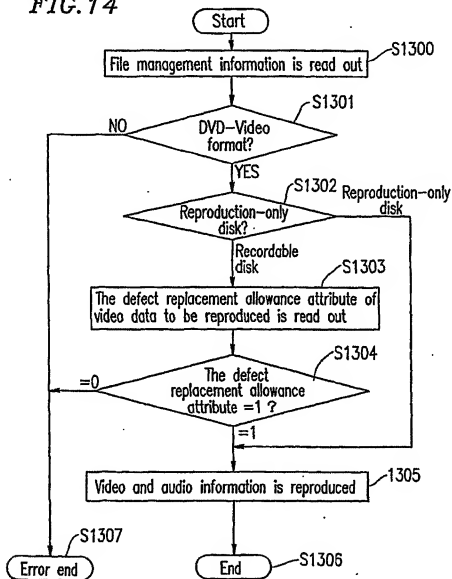 FIG.14
Start
S1300
File management information is read out
S1301
NO
DVD-Video
format?
YES
S1302
Reproduction-only
disk
Reproduction-only
disk?
Recordable
disk
S1303
The defect replacement allowance attribute of
video data to be reproduced is read out
S1304
=0
The defect
replacement allowance
attribute =1 ?
=1
1305
Video and audio information is reproduced
S1307
Error end
S1306
End